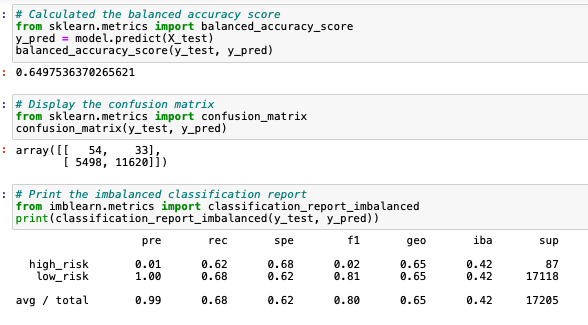 : # Calculated the balanced accuracy score
from sklearn.metrics import balanced_accuracy_score
y_pred = model.predict(X_test)
balanced_accuracy_score(y_test, y_pred)
: 0.6497536370265621
: # Display the confusion matrix
from sklearn.metrics import confusion_matrix
confusion_matrix(y_test, y_pred)
: array([[   54,    33],
       [ 5498, 11620]])
: # Print the imbalanced classification report
from imblearn.metrics import classification_report_imbalanced
print(classification_report_imbalanced(y_test, y_pred))
pre rec spe f1 geo iba sup
high_risk 0.01 0.62 0.68 0.02 0.65 0.42 87
low_risk 1.00 0.68 0.62 0.81 0.65 0.42 17118
avg / total 0.99 0.68 0.62 0.80 0.65 0.42 17205